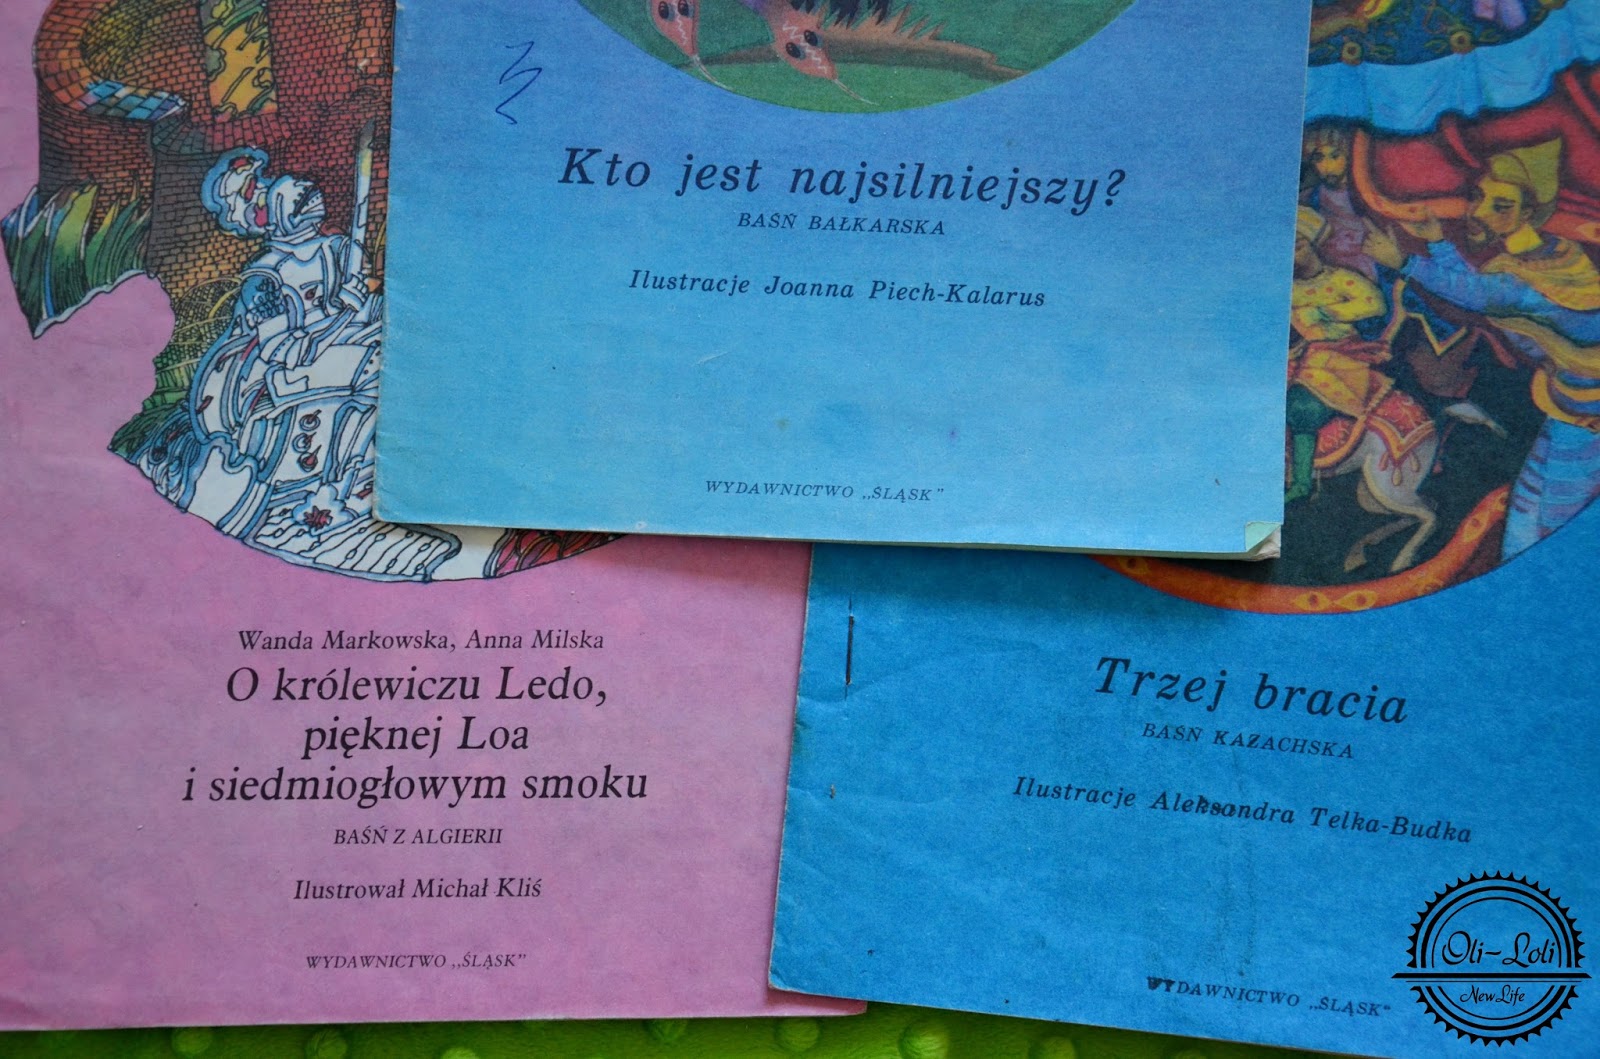 Kto jest najsilniejszy?
BAŚŃ BAŁKARSKA
Ilustracje Joanna Piech-Kalarus
WYDAWNICTWO „ŚLĄSK”
Wanda Markowska, Anna Milska
O królewiczu Ledo,
pięknej Loa
i siedmiogłowym smoku
BAŚŃ Z ALGIERII
Ilustrował Michał Kliś
WYDAWNICTWO „ŚLĄSK”
Trzej bracia
BAŚŃ KAZACHSKA
Ilustracje Aleksandra Telka-Budka
WYDAWNICTWO „ŚLĄSK”
Oli-Loli
NewLife